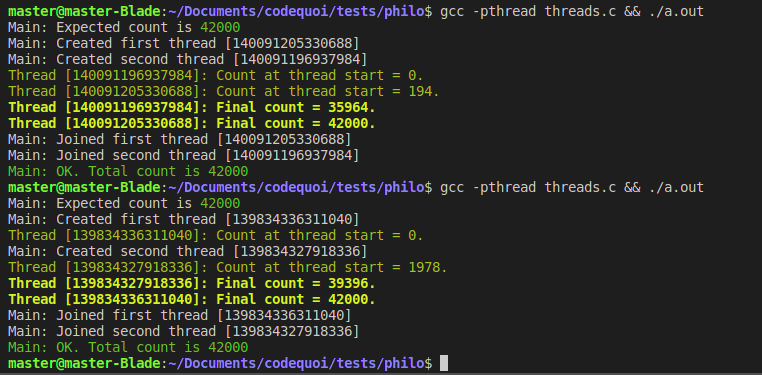 master@master-Blade:~/Documents/codequoi/tests/philo$ gcc -pthread threads.c && ./a.out
Main: Expected count is 42000
Main: Created first thread [140091205330688]
Main: Created second thread [140091196937984]
Thread [140091196937984]: Count at thread start = 0.
Thread [140091205330688]: Count at thread start = 194.
Thread [140091196937984]: Final count = 35964.
Thread [140091205330688]: Final count = 42000.
Main: Joined first thread [140091205330688]
Main: Joined second thread [140091196937984]
Main: OK. Total count is 42000
master@master-Blade:~/Documents/codequoi/tests/philo$ gcc -pthread threads.c && ./a.out
Main: Expected count is 42000
Main: Created first thread [139834336311040]
Thread [139834336311040]: Count at thread start = 0.
Main: Created second thread [139834327918336]
Thread [139834327918336]: Count at thread start = 1978.
Thread [139834327918336]: Final count = 39396.
Thread [139834336311040]: Final count = 42000.
Main: Joined first thread [139834336311040]
Main: Joined second thread [139834327918336]
Main: OK. Total count is 42000
master@master-Blade:~/Documents/codequoi/tests/philo$